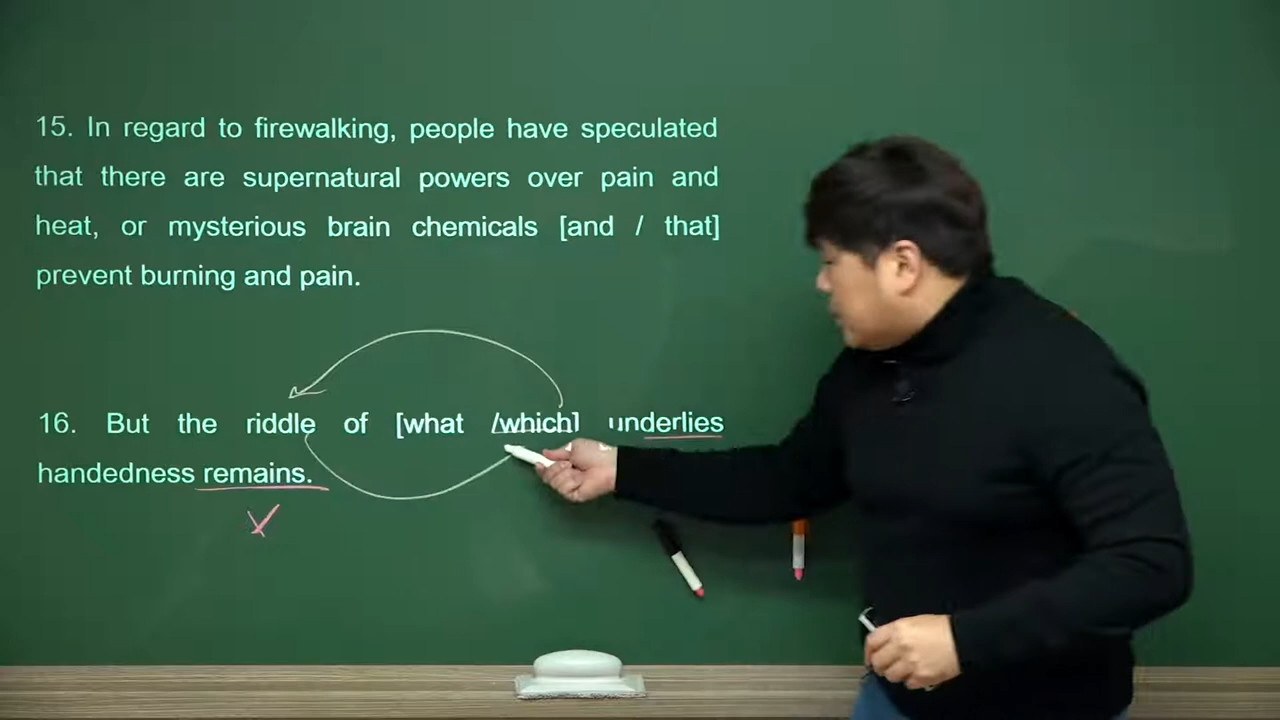 15. In regard to firewalking, people have speculated
that there are supernatural powers over pain and
heat, or mysterious brain chemicals [and / that]
prevent burning and pain.
16. But the riddle of [what /which] underlies
handedness remains.